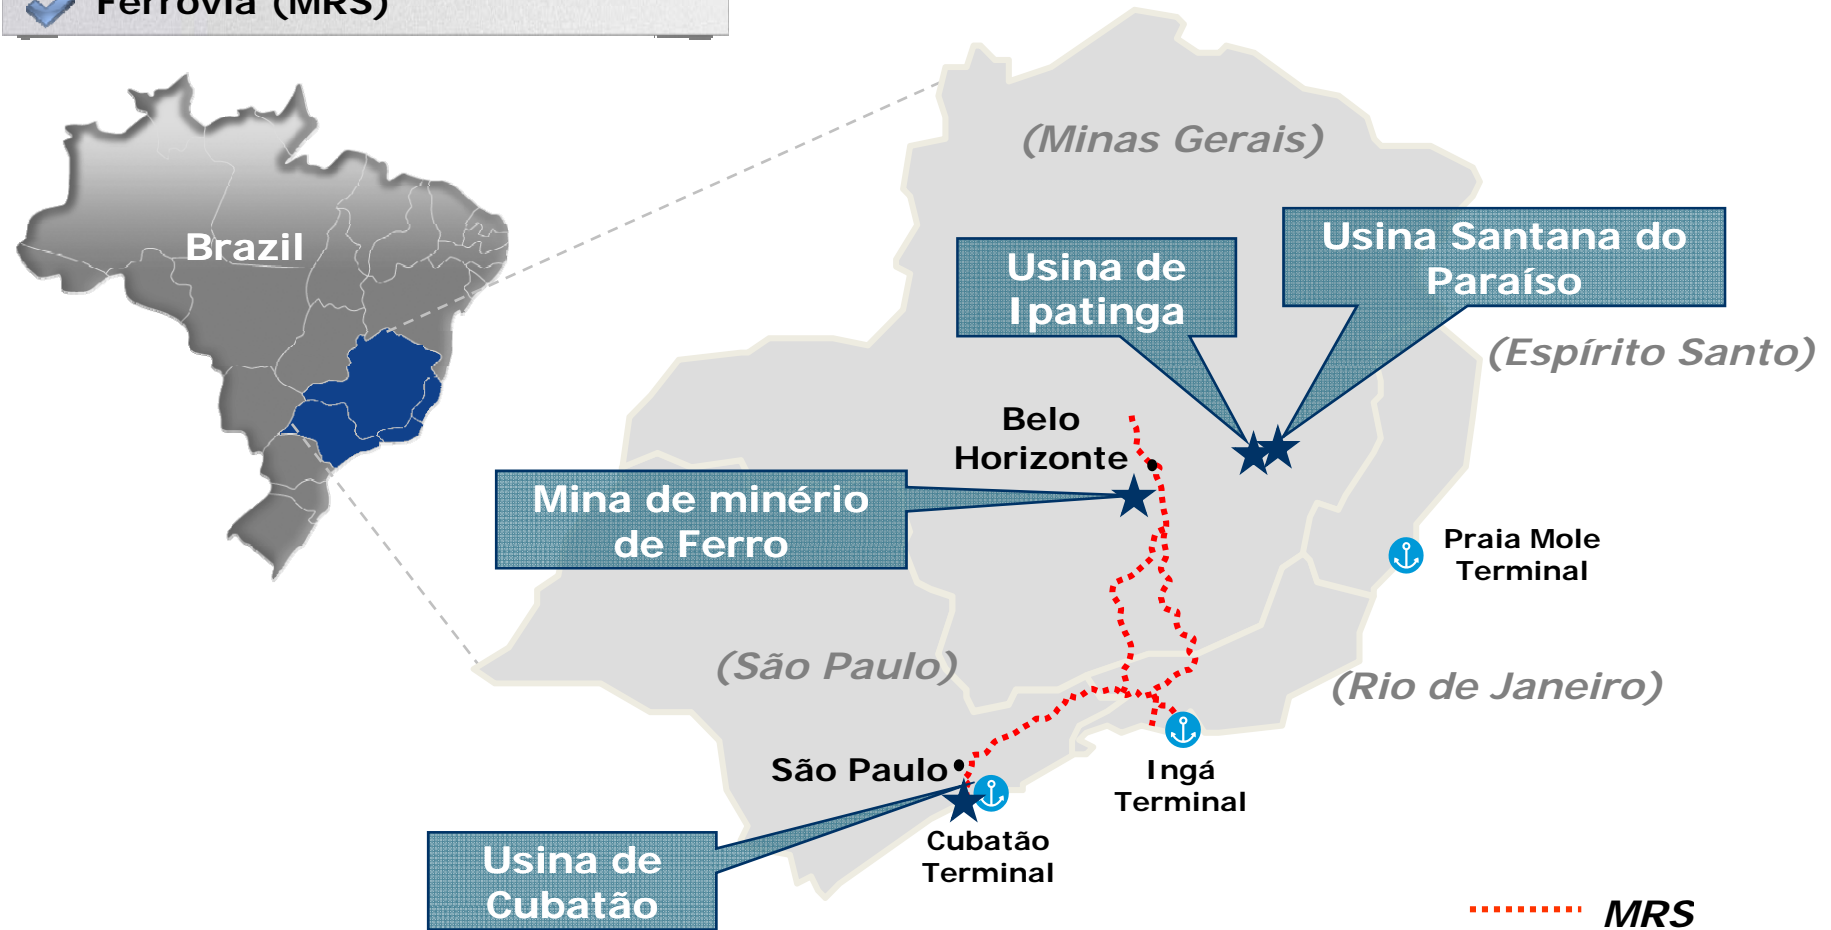 Ferrovia (MRS)
Brazil
(Minas Gerais)
Usina Santana do
Paraíso
Usina de
Ipatinga
(Espírito Santo)
Belo
Horizonte
Mina de minério
de Ferro
Praia Mole
Terminal
(São Paulo)
(Rio de Janeiro)
São Paulo
Ingá
Terminal
Cubatão
Terminal
Usina de
Cubatão
MRS